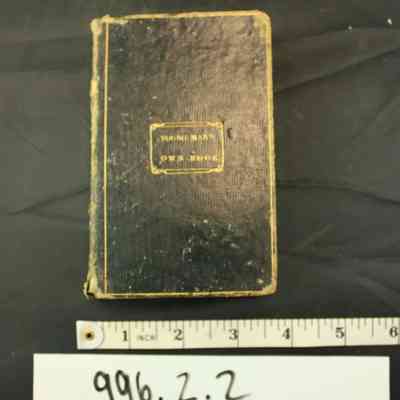 YOUNG MAN'S
OWN BOOK
1 INCH 2 3 4 5 6
996.2.2